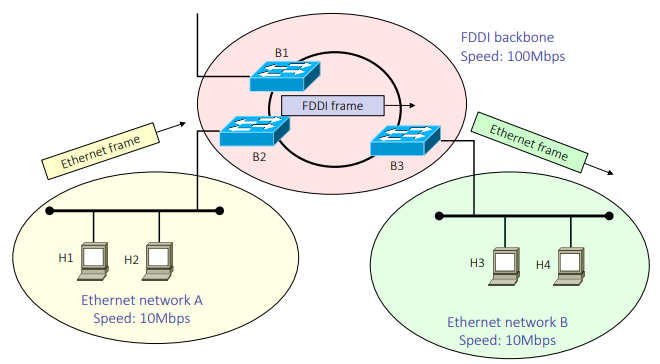 B1
FDDI backbone
Speed: 100Mbps
FDDI frame
Ethernet frame
B2
B3
Ethernet frame
H1
H2
H3
H4
Ethernet network A
Speed: 10Mbps
Ethernet network B
Speed: 10Mbps